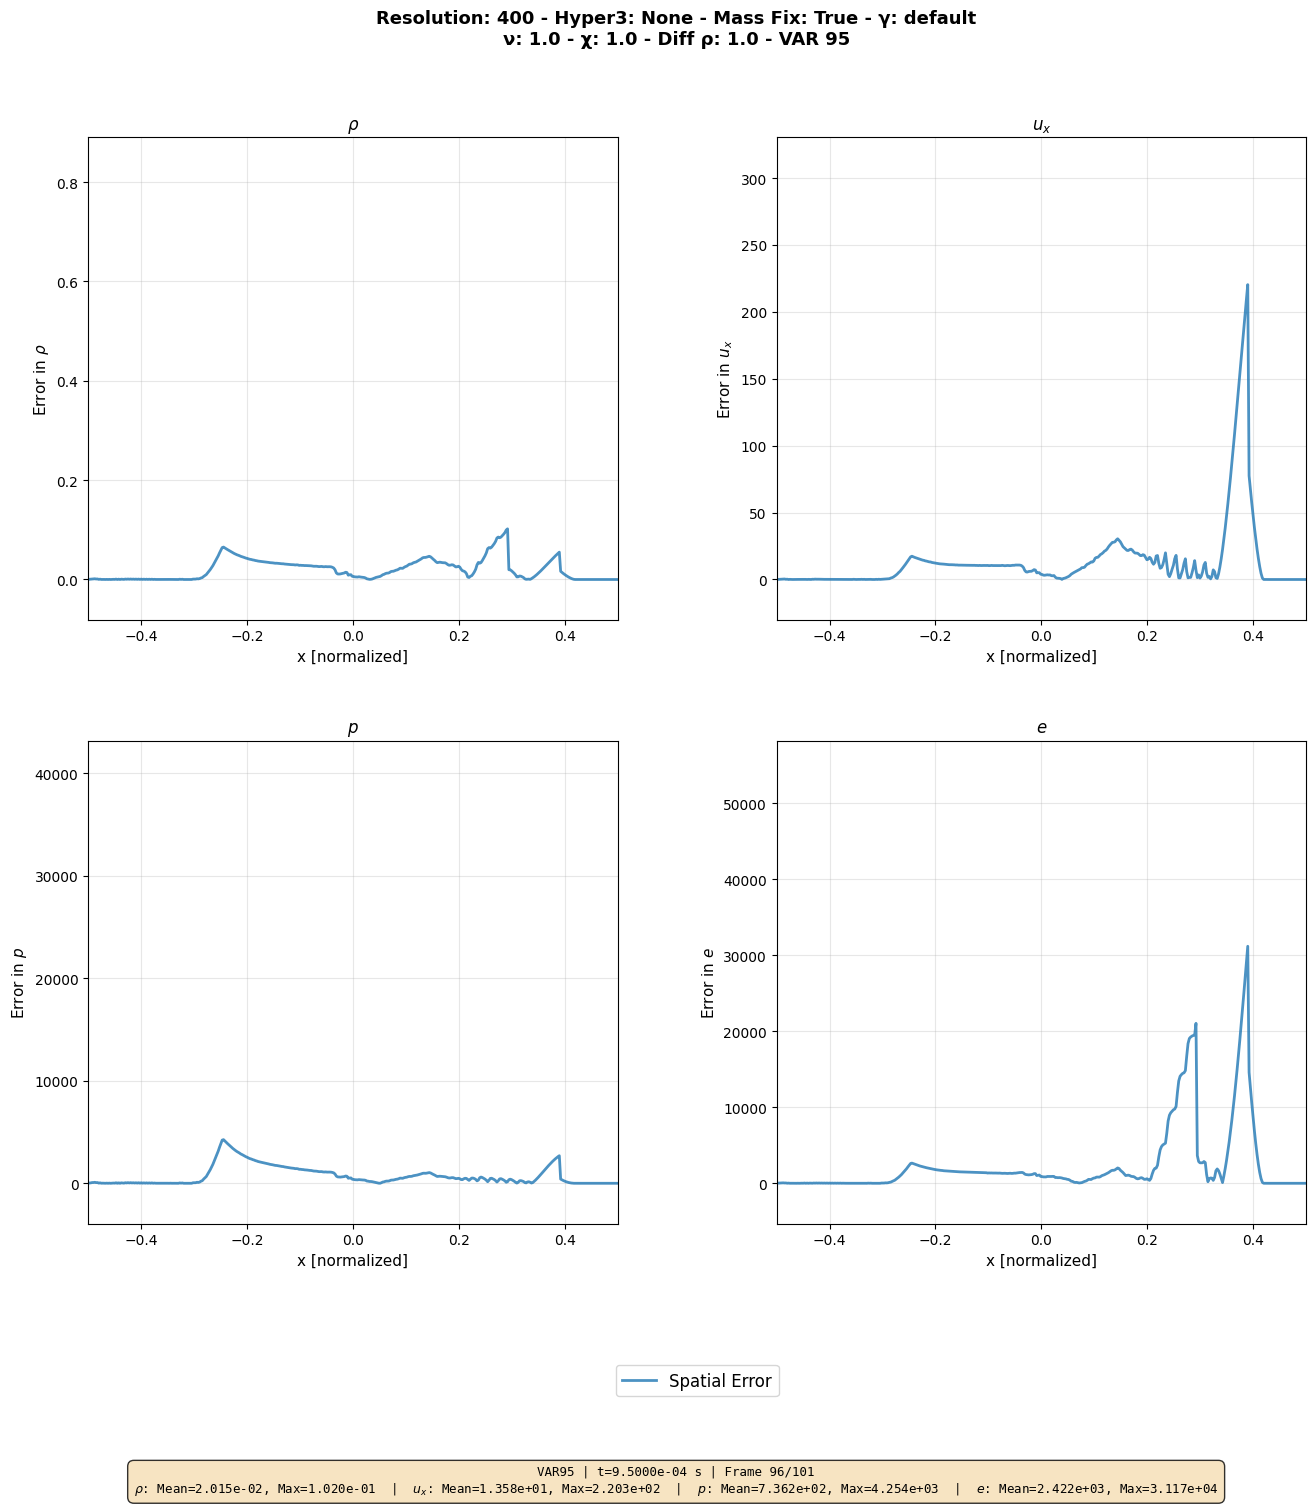 Resolution: 400 - Hyper3: None - Mass Fix: True - γ: default
ν: 1.0 - χ: 1.0 - Diff ρ: 1.0 - VAR 95
ρ
Error in ρ
0.8
0.6
0.4
0.2
0.0
−0.4 −0.2 0.0 0.2 0.4
x [normalized]
u_x
Error in u_x
300
250
200
150
100
50
0
−0.4 −0.2 0.0 0.2 0.4
x [normalized]
p
Error in p
40000
30000
20000
10000
0
−0.4 −0.2 0.0 0.2 0.4
x [normalized]
e
Error in e
50000
40000
30000
20000
10000
0
−0.4 −0.2 0.0 0.2 0.4
x [normalized]
Spatial Error
VAR95 | t=9.5000e-04 s | Frame 96/101
ρ: Mean=2.015e-02, Max=1.020e-01 | u_x: Mean=1.358e+01, Max=2.203e+02 | p: Mean=7.362e+02, Max=4.254e+03 | e: Mean=2.422e+03, Max=3.117e+04